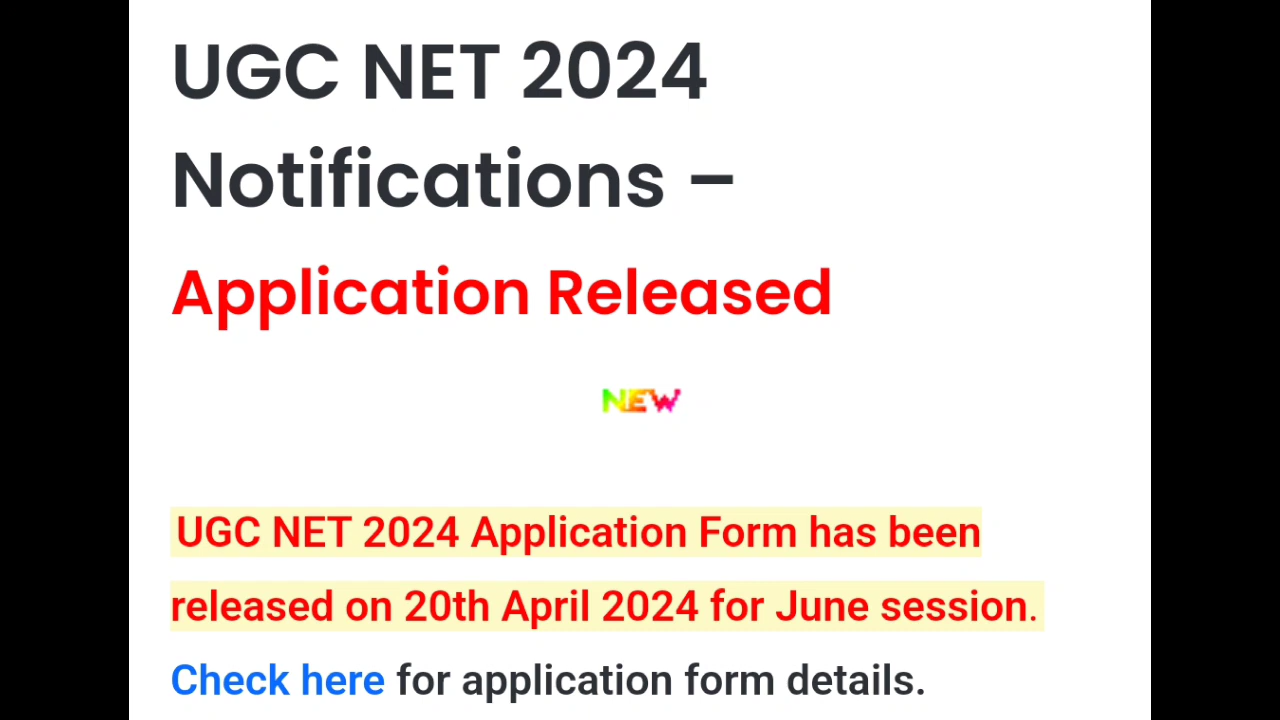 UGC NET 2024
Notifications –
Application Released
NEW
UGC NET 2024 Application Form has been
released on 20th April 2024 for June session.
Check here for application form details.